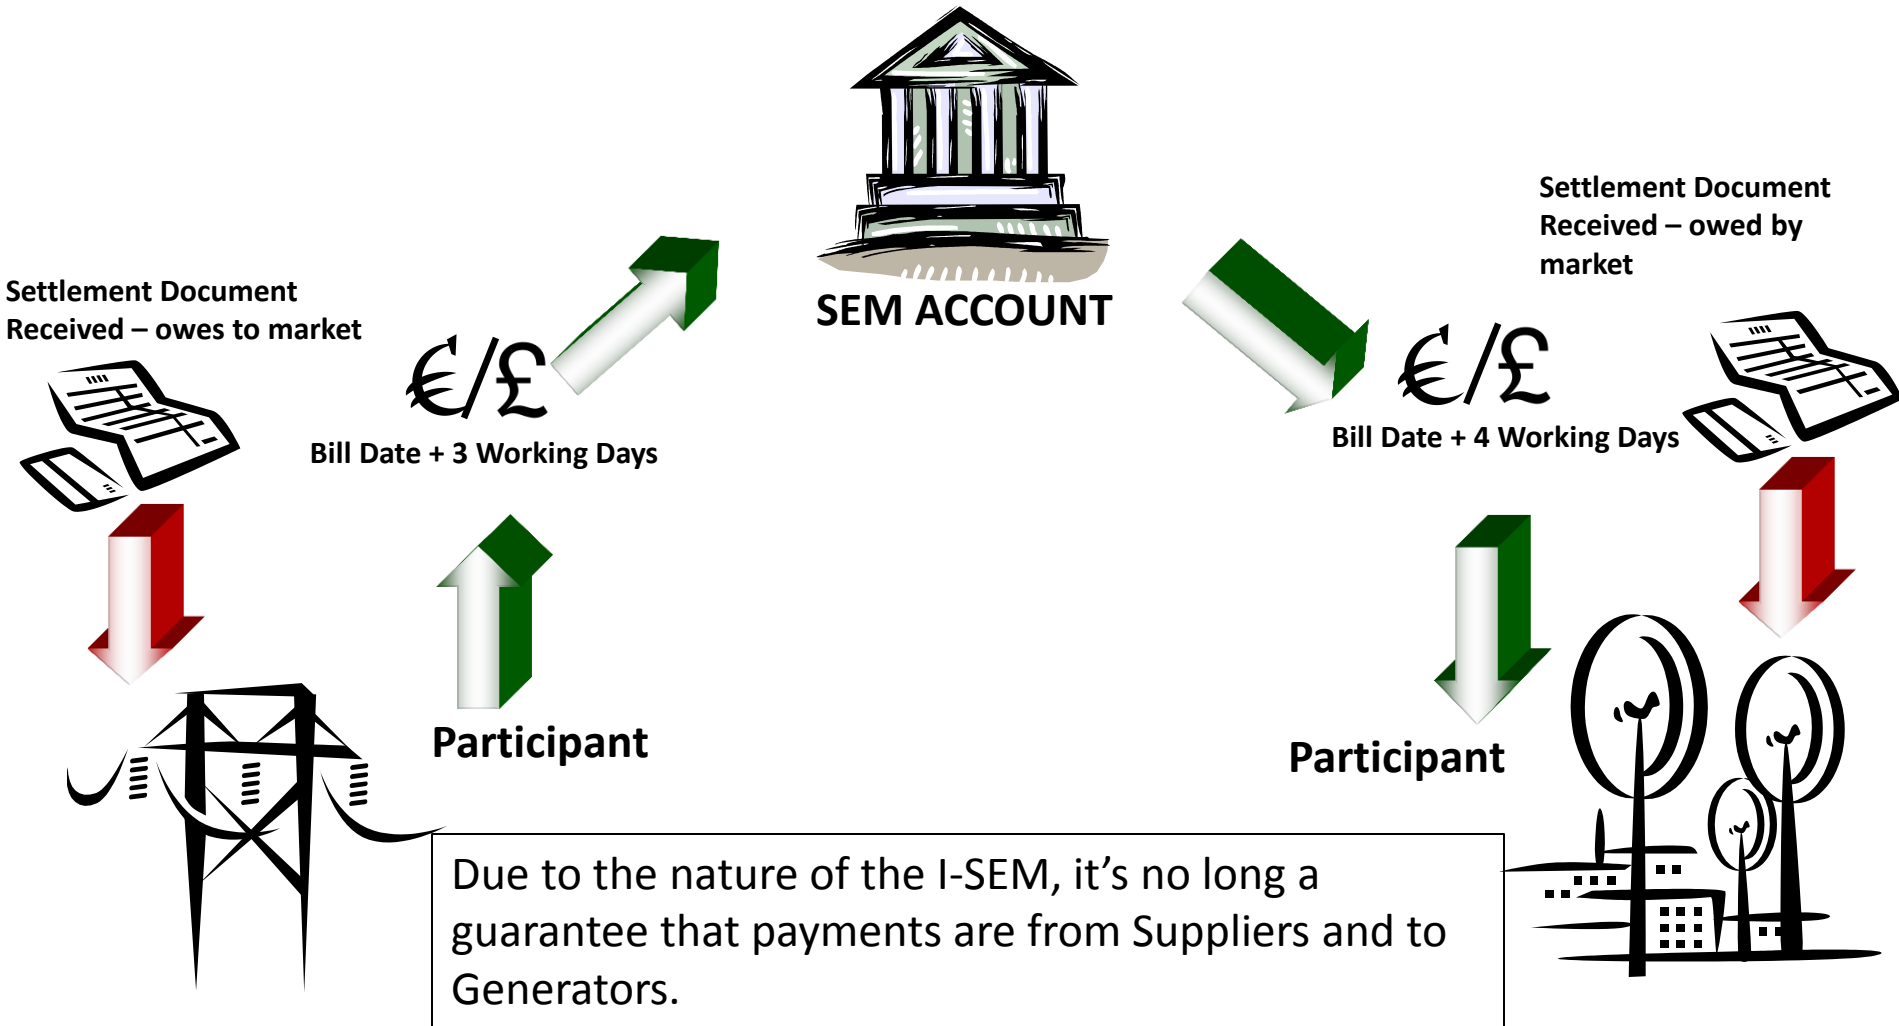 Settlement Document
Received – owes to market
€/£
Bill Date + 3 Working Days
Participant
SEM ACCOUNT
Settlement Document
Received – owed by
market
€/£
Bill Date + 4 Working Days
Participant
Due to the nature of the I-SEM, it’s no long a
guarantee that payments are from Suppliers and to
Generators.